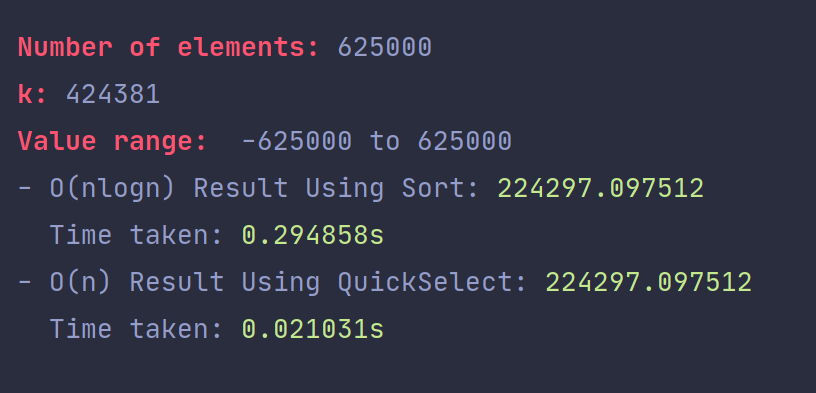 Number of elements: 625000
k: 424381
Value range:  -625000 to 625000
- O(nlogn) Result Using Sort: 224297.097512
  Time taken: 0.294858s
- O(n) Result Using QuickSelect: 224297.097512
  Time taken: 0.021031s